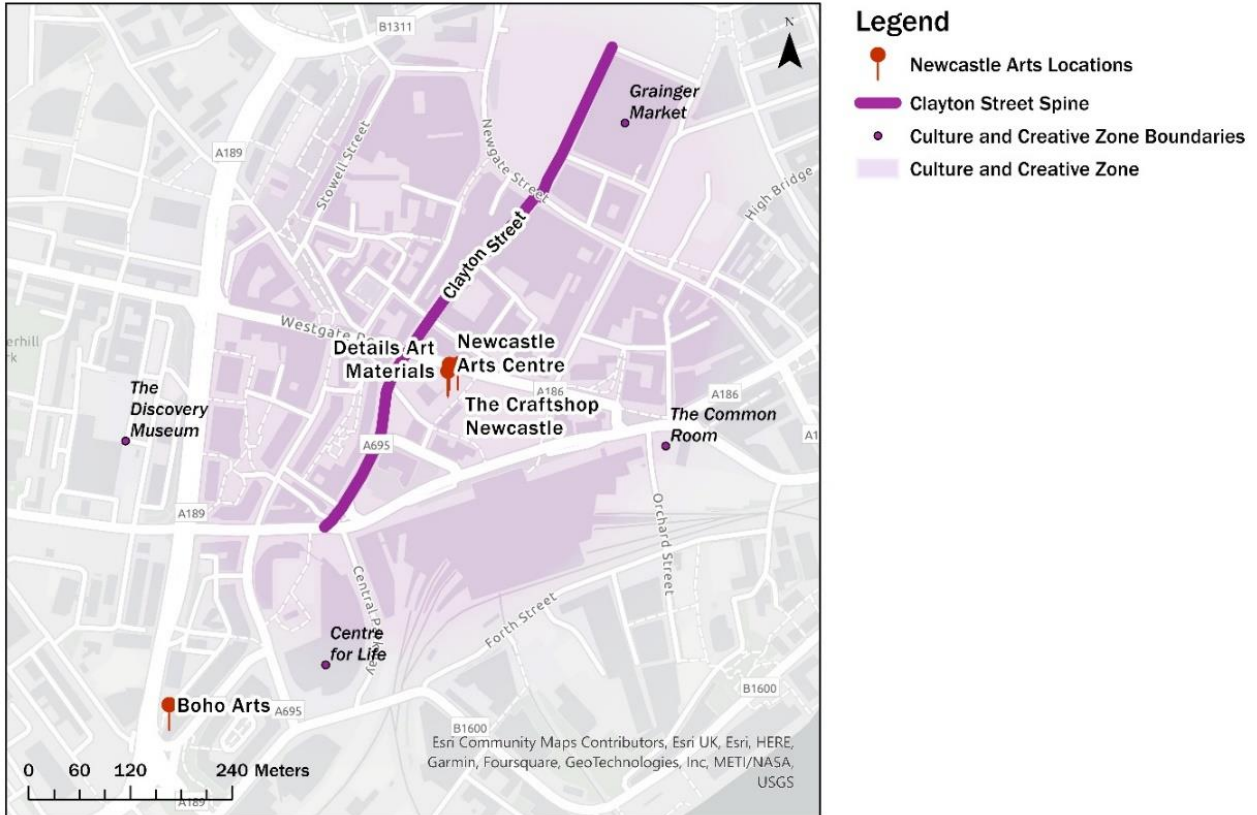 B1311
N
A189
Stowell Street
Newgate Street
Grainger
Market
High Bridge
Clayton Street
Westgate
Details Art
Materials
Newcastle
Arts Centre
The Craftshop
Newcastle
A186
A186
The
Discovery
Museum
The Common
Room
A695
A1
A189
Orchard Street
Central Parkway
Forth Street
Centre
for Life
Boho Arts
A695
B1600
B1600
0 60 120 240 Meters
A189
Esri Community Maps Contributors, Esri UK, Esri, HERE,
Garmin, Foursquare, GeoTechnologies, Inc, METI/NASA,
USGS
Legend
Newcastle Arts Locations
Clayton Street Spine
Culture and Creative Zone Boundaries
Culture and Creative Zone